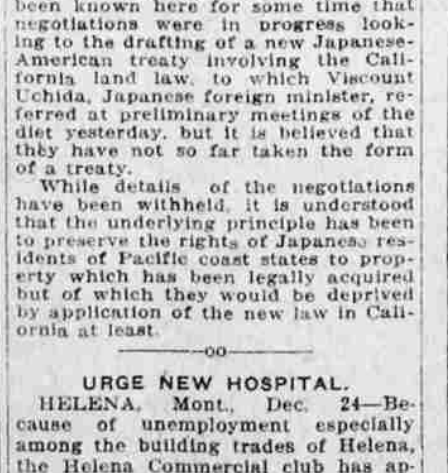 been known here for some time that
negotiations were in progress look-
ing to the drafting of a new Japanese-
American treaty involving the Cali-
fornia land law, to which Viscount
Uchida, Japanese foreign minister, re-
ferred at preliminary meetings of the
diet yesterday, but it is believed that
they have not so far taken the form
of a treaty.
While details of the negotiations
have been withheld, it is understood
that the underlying principle has been
to preserve the rights of Japanese res-
idents of Pacific coast states to prop-
erty which has been legally acquired
but of which they would be deprived
by application of the new law in Cali-
ornia at least.
oo
URGE NEW HOSPITAL.
HELENA, Mont., Dec. 24—Be-
cause of unemployment especially
among the building trades of Helena,
the Helena Commercial club has ap-